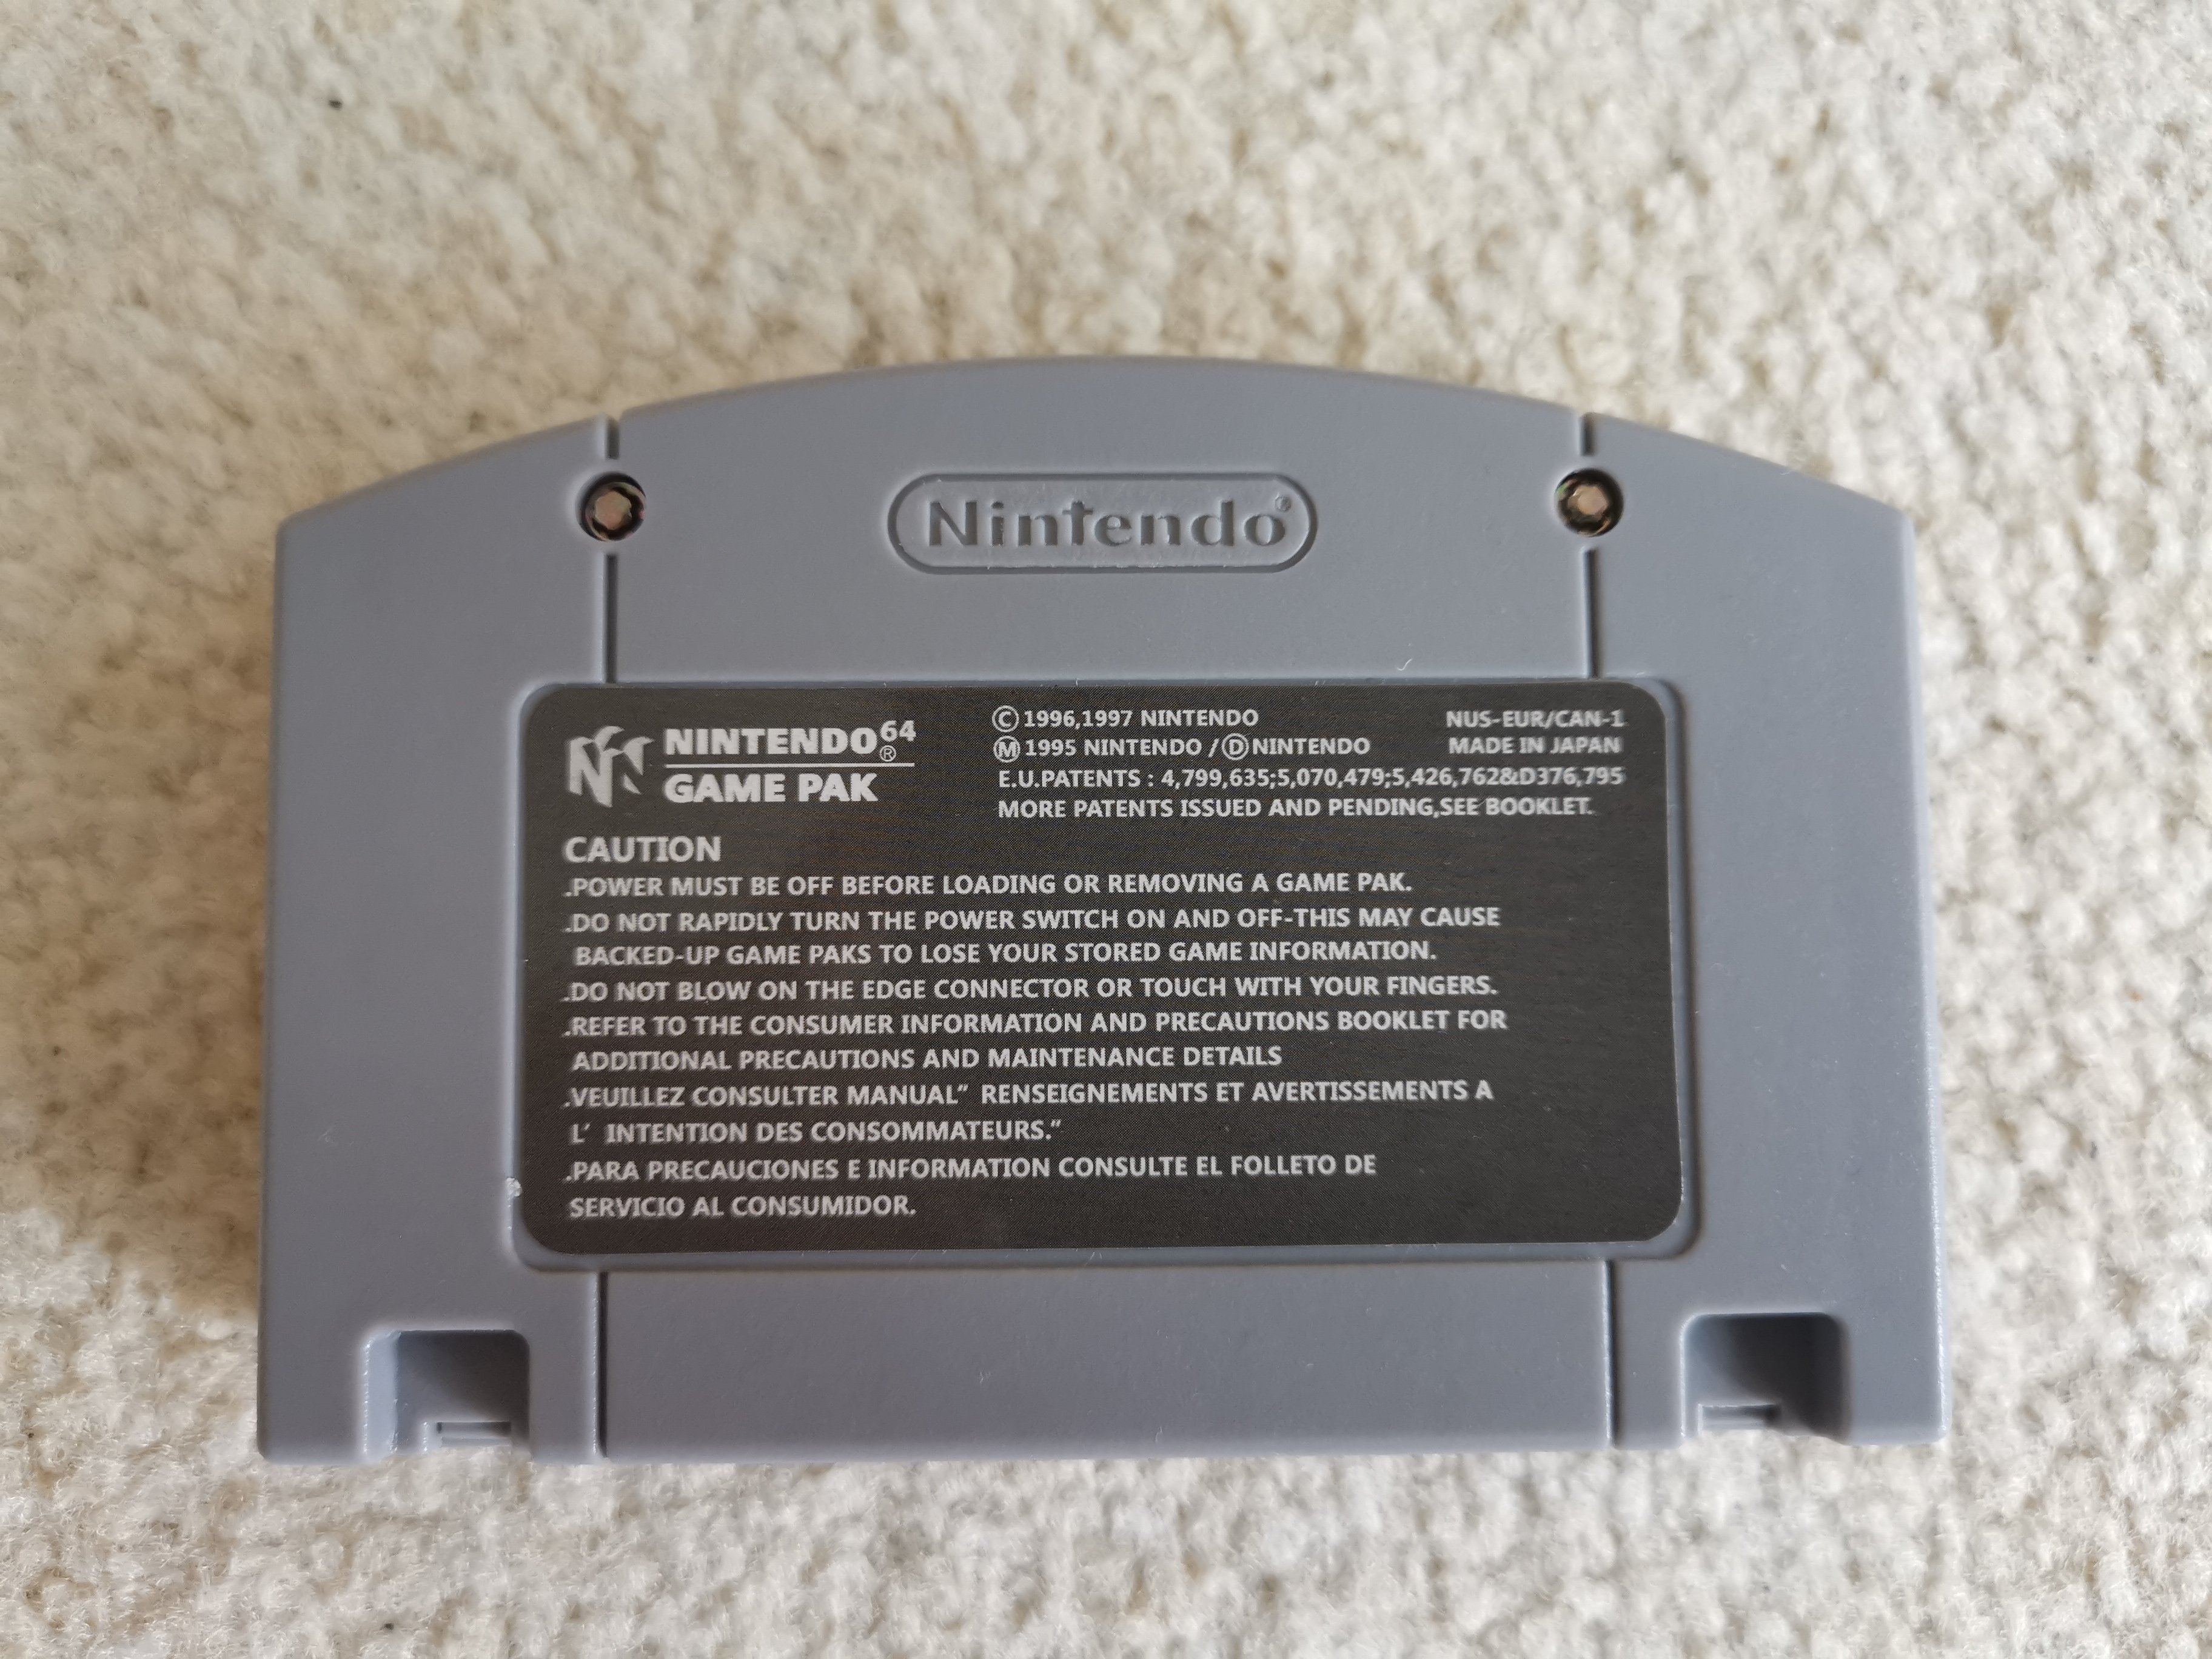 Nintendo®
NINTENDO 64 ®
GAME PAK
© 1996,1997 NINTENDO
Ⓜ 1995 NINTENDO / Ⓓ NINTENDO
NUS-EUR/CAN-1
MADE IN JAPAN
E.U.PATENTS : 4,799,635;5,070,479;5,426,762&D376,795
MORE PATENTS ISSUED AND PENDING,SEE BOOKLET.
CAUTION
.POWER MUST BE OFF BEFORE LOADING OR REMOVING A GAME PAK.
.DO NOT RAPIDLY TURN THE POWER SWITCH ON AND OFF-THIS MAY CAUSE
BACKED-UP GAME PAKS TO LOSE YOUR STORED GAME INFORMATION.
.DO NOT BLOW ON THE EDGE CONNECTOR OR TOUCH WITH YOUR FINGERS.
.REFER TO THE CONSUMER INFORMATION AND PRECAUTIONS BOOKLET FOR
ADDITIONAL PRECAUTIONS AND MAINTENANCE DETAILS
.VEUILLEZ CONSULTER MANUAL” RENSEIGNEMENTS ET AVERTISSEMENTS A
L’ INTENTION DES CONSOMMATEURS.”
.PARA PRECAUCIONES E INFORMATION CONSULTE EL FOLLETO DE
SERVICIO AL CONSUMIDOR.